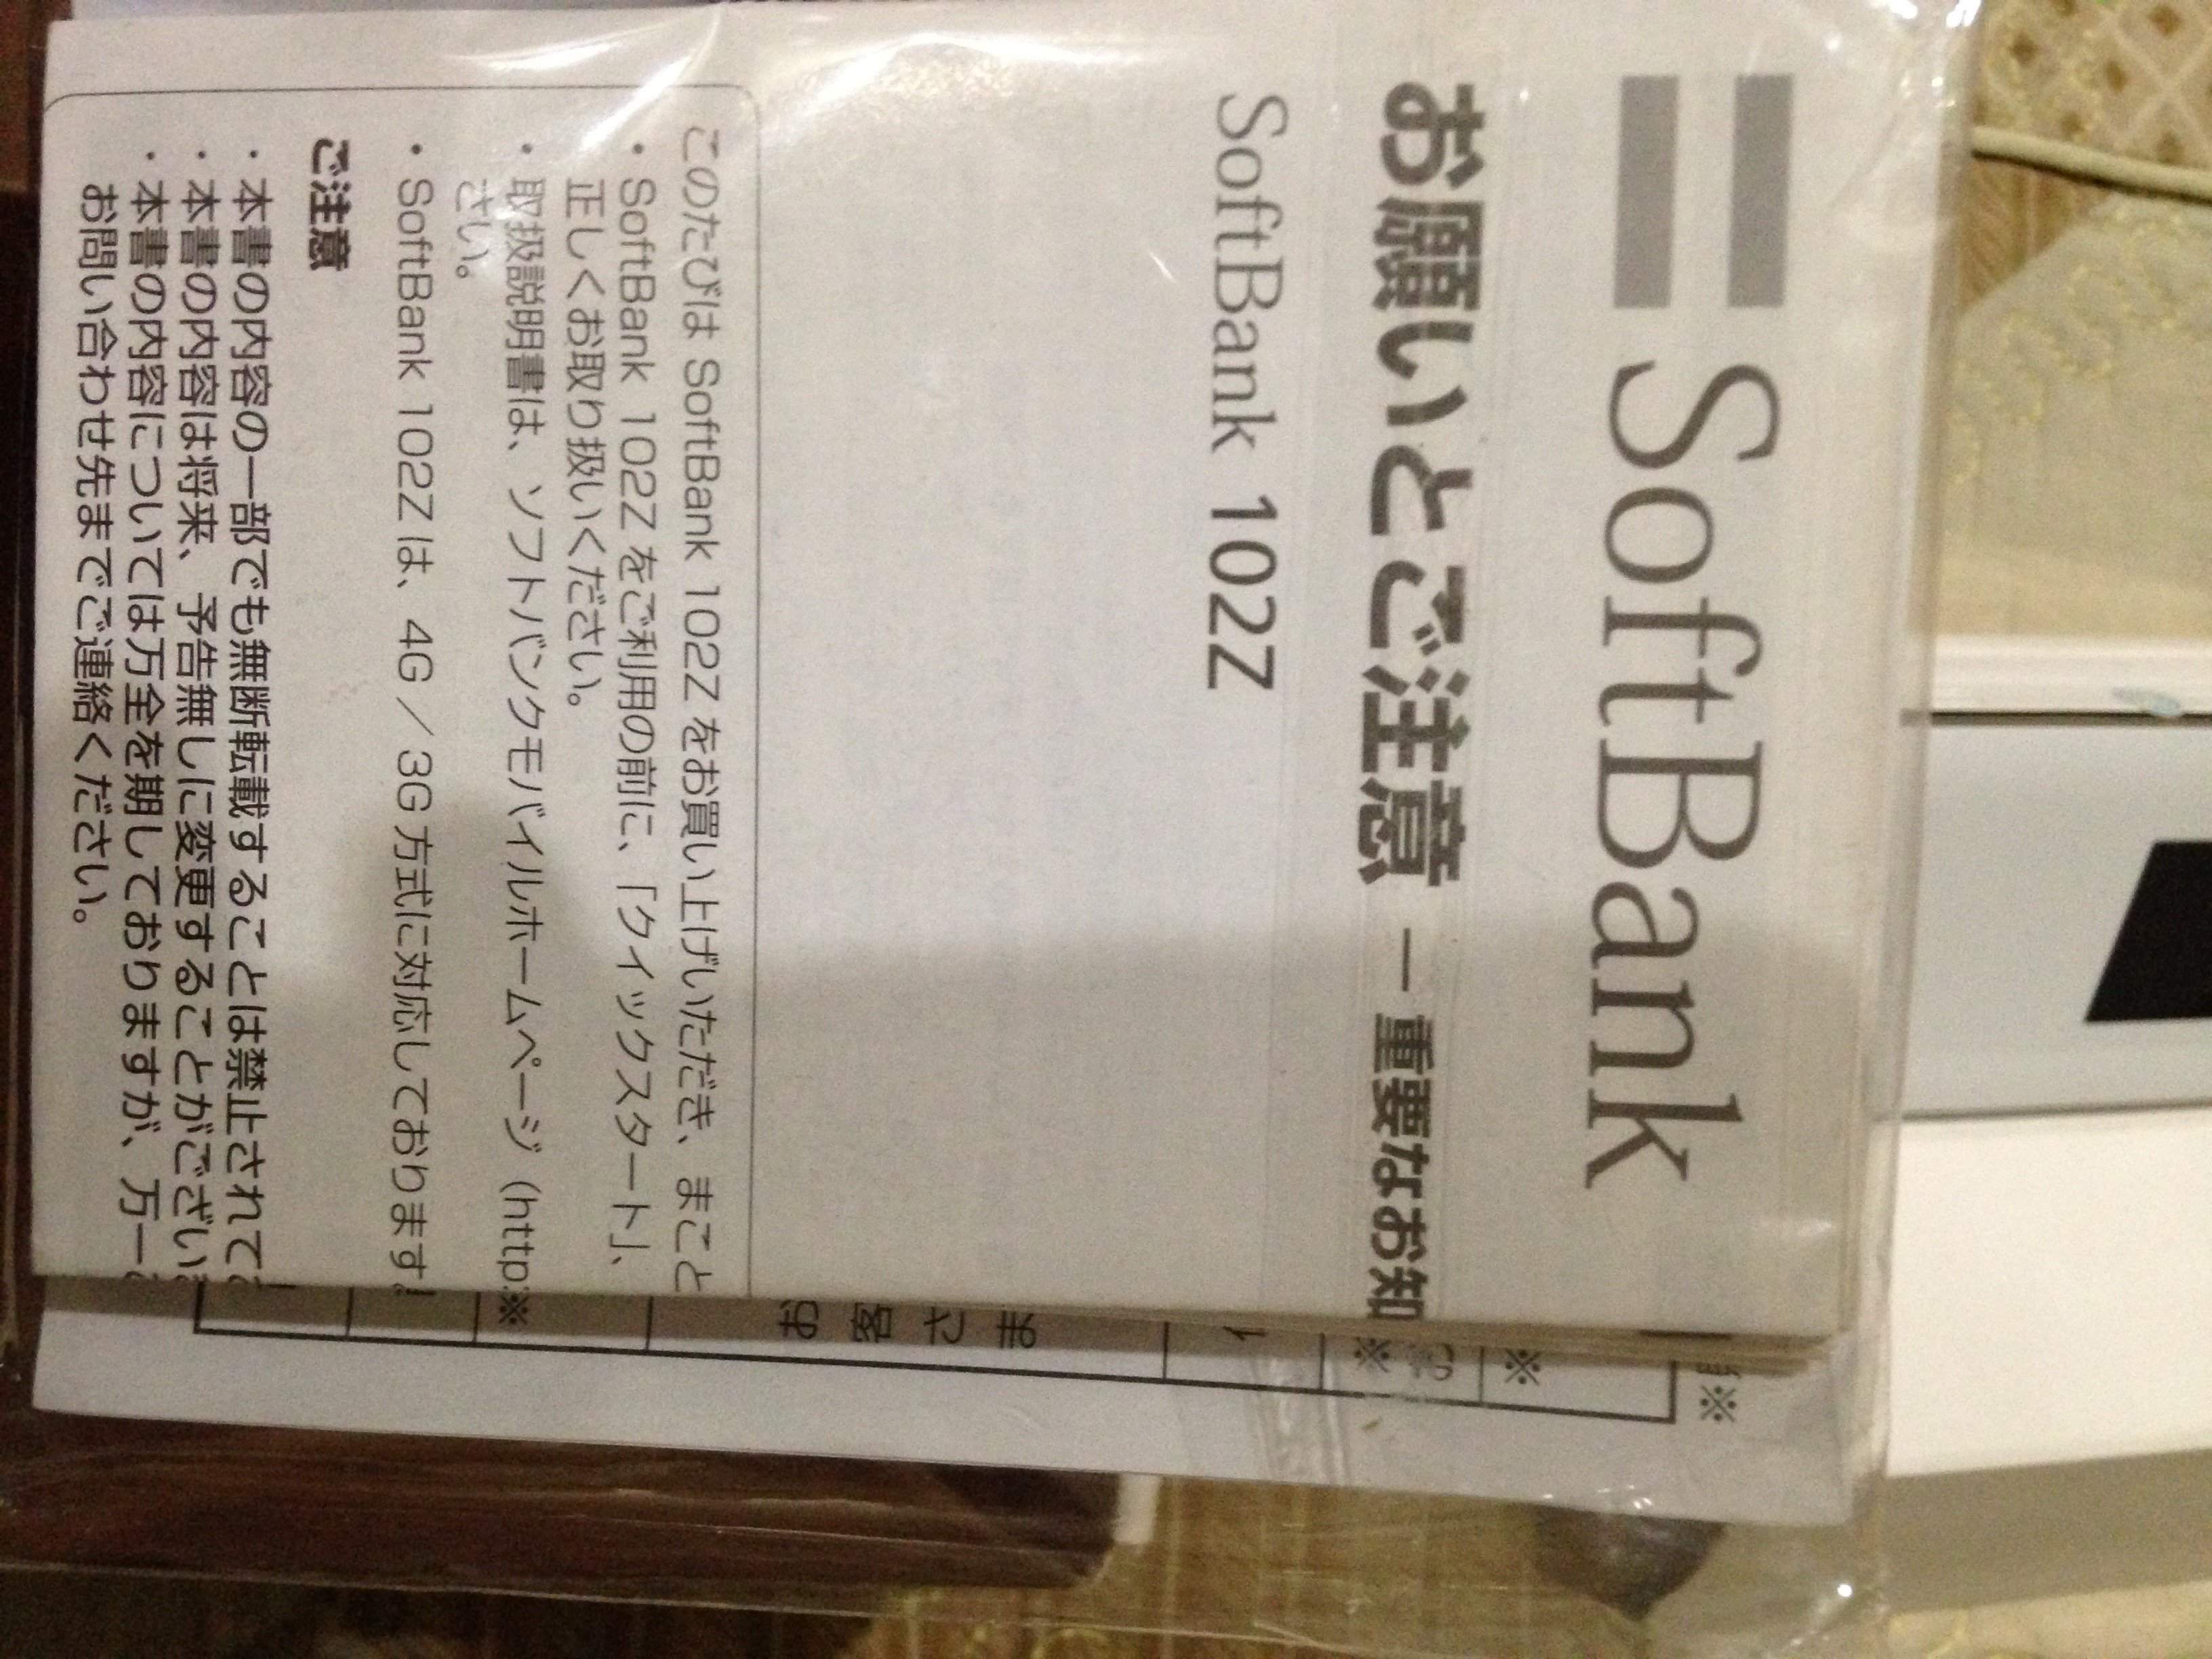 SoftBank
お願いとご注意 ー 重要なお知
SoftBank 102Z
このたびは SoftBank 102Z をお買い上げいただき、まこと
・SoftBank 102Z をご利用の前に、「クイックスタート」、
正しくお取り扱いください。
・取扱説明書は、ソフトバンクモバイルホームページ (http:
さい。
・SoftBank 102Z は、4G / 3G 方式に対応しております
ご注意
・本書の内容の一部でも無断転載することは禁止されて
・本書の内容は将来、予告無しに変更することがござい
・本書の内容については万全を期しておりますが、万一
お問い合わせ先までご連絡ください。
※
※
※
※
お客さま